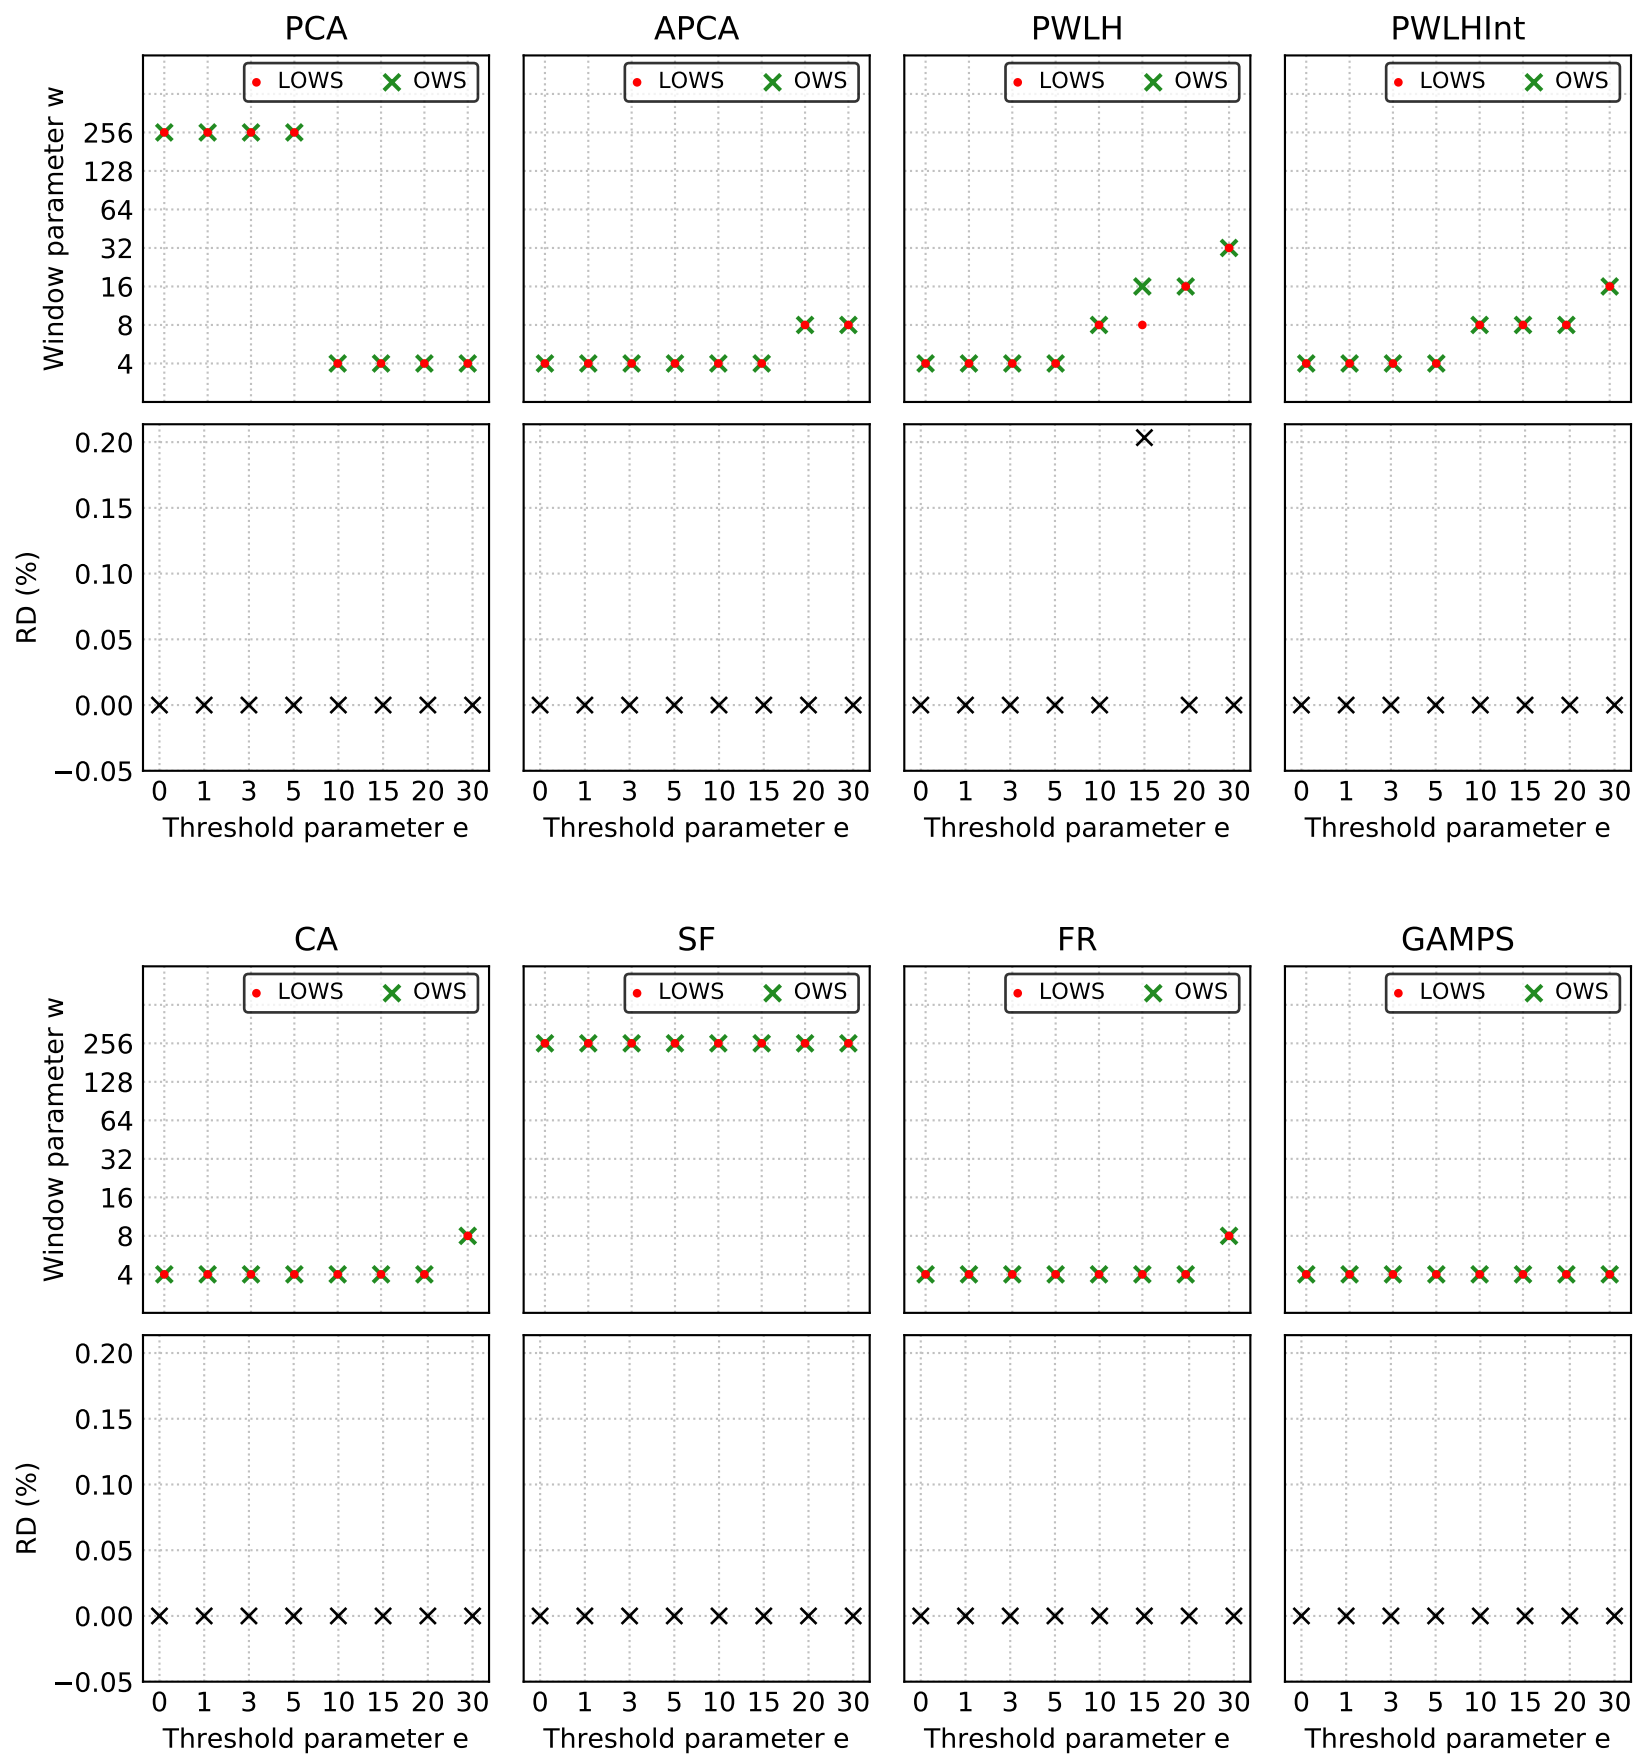 PCA APCA PWLH PWLHInt
LOWS OWS LOWS OWS LOWS OWS LOWS OWS
Window parameter w
256
128
64
32
16
8
4
RD (%)
0.20
0.15
0.10
0.05
0.00
−0.05
0 1 3 5 10 15 20 30 0 1 3 5 10 15 20 30 0 1 3 5 10 15 20 30 0 1 3 5 10 15 20 30
Threshold parameter e Threshold parameter e Threshold parameter e Threshold parameter e
CA SF FR GAMPS
LOWS OWS LOWS OWS LOWS OWS LOWS OWS
Window parameter w
256
128
64
32
16
8
4
RD (%)
0.20
0.15
0.10
0.05
0.00
−0.05
0 1 3 5 10 15 20 30 0 1 3 5 10 15 20 30 0 1 3 5 10 15 20 30 0 1 3 5 10 15 20 30
Threshold parameter e Threshold parameter e Threshold parameter e Threshold parameter e